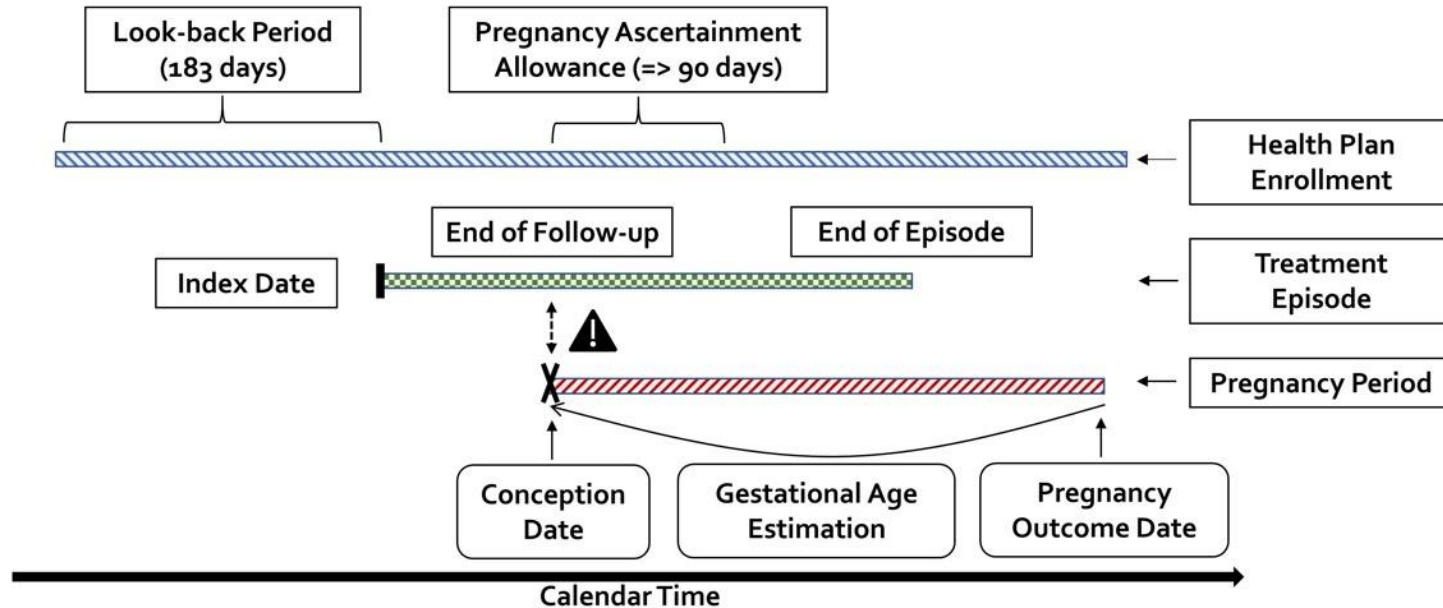 Look-back Period
(183 days)
Pregnancy Ascertainment
Allowance (=> 90 days)
Health Plan
Enrollment
End of Follow-up
End of Episode
Index Date
Treatment
Episode
!
Pregnancy Period
Conception
Date
Gestational Age
Estimation
Pregnancy
Outcome Date
Calendar Time